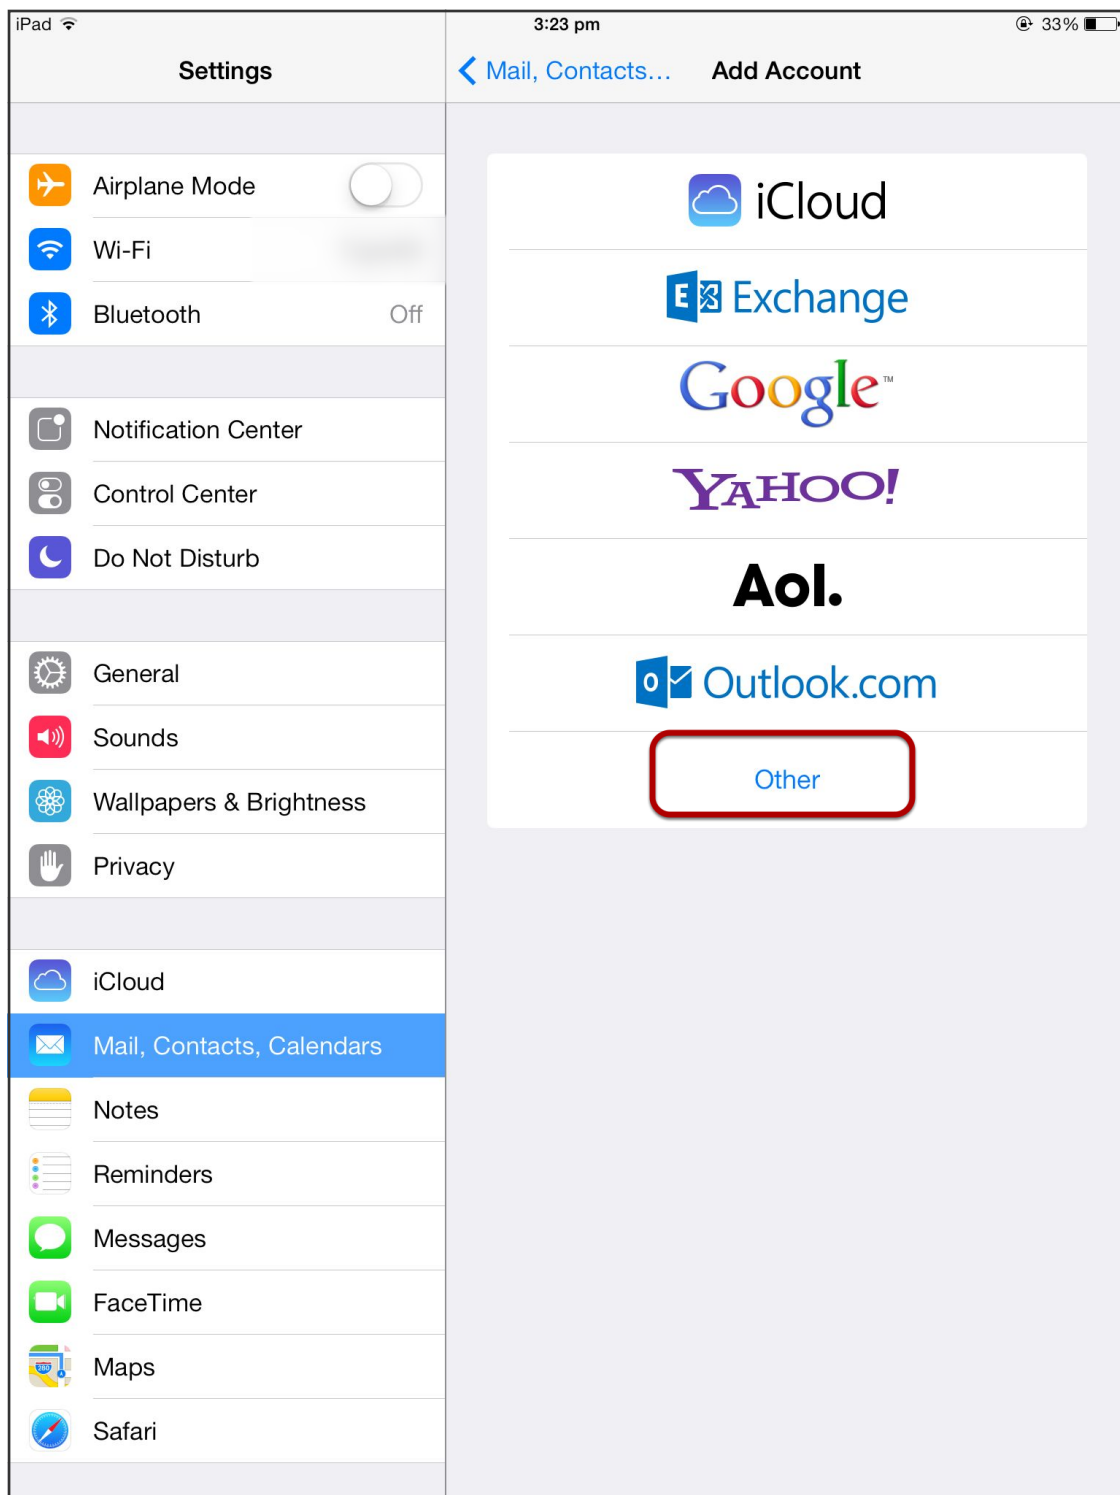 iPad
3:23 pm
33%
Settings
Mail, Contacts...
Add Account
Airplane Mode
Wi-Fi
Bluetooth
Off
Notification Center
Control Center
Do Not Disturb
General
Sounds
Wallpapers & Brightness
Privacy
iCloud
Mail, Contacts, Calendars
Notes
Reminders
Messages
FaceTime
Maps
280
Safari
iCloud
E Exchange
Google™
YAHOO!
Aol.
o Outlook.com
Other